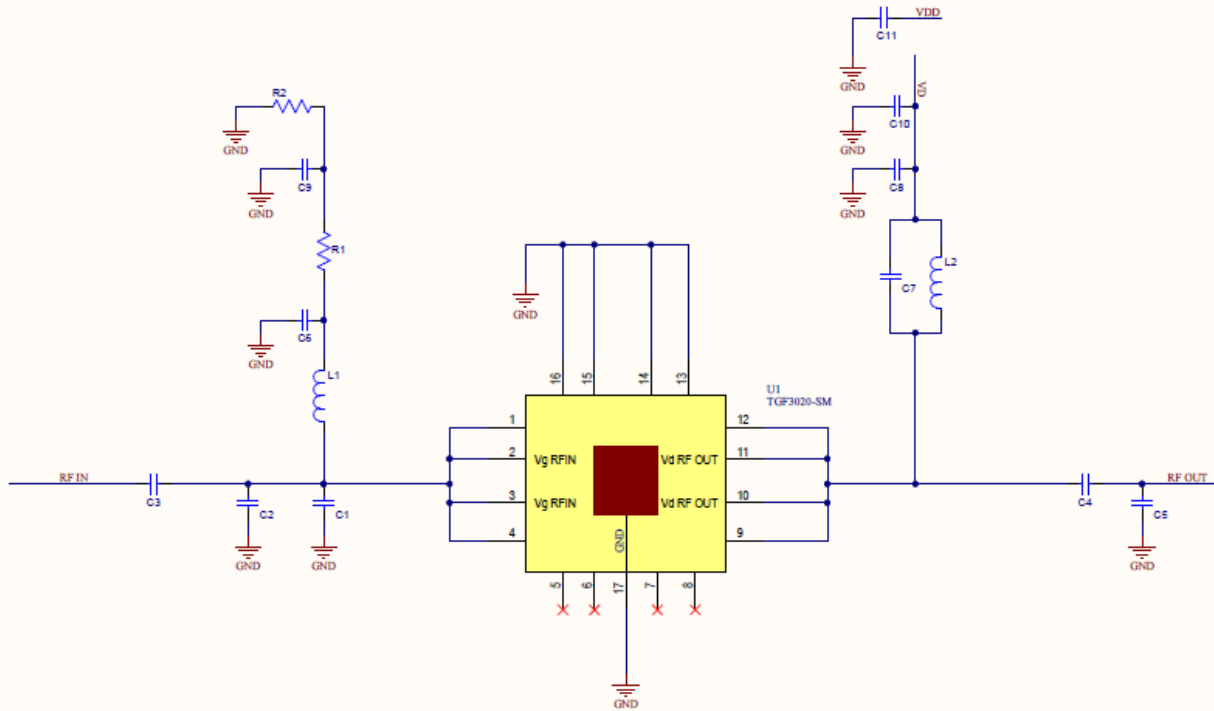 VDD
C11
GND
R2
VD
C10
GND
GND
C9
C8
GND
GND
R1
L2
C7
GND
C6
GND
L1
16
15
14
13
U1
TGF3020-SM
1
12
2
Vg RFIN
Vd RF OUT
11
RF IN
RF OUT
3
Vg RFIN
Vd RF OUT
10
C3
C2
C1
C4
C5
4
9
GND
GND
GND
GND
5
6
17
7
8
GND